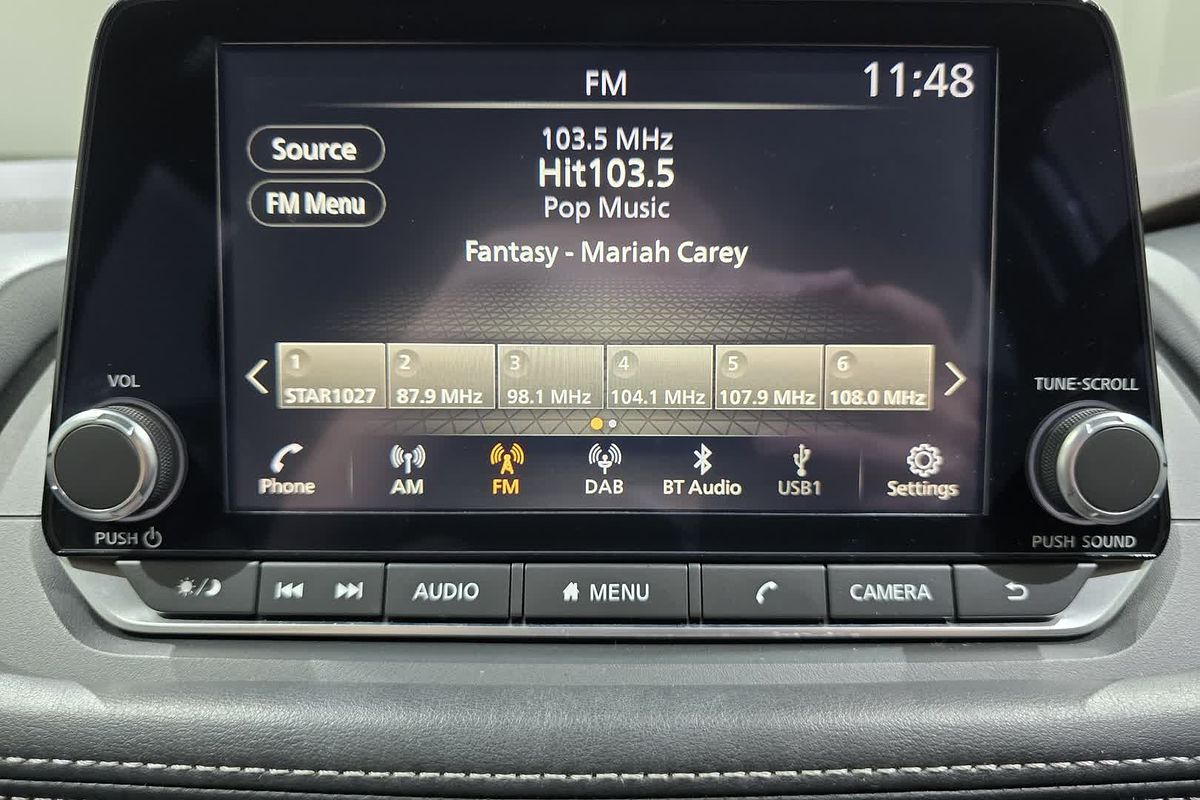 FM
11:48
Source
FM Menu
103.5 MHz
Hit103.5
Pop Music
Fantasy - Mariah Carey
1
STAR1027
2
87.9 MHz
3
98.1 MHz
4
104.1 MHz
5
107.9 MHz
6
108.0 MHz
VOL
TUNE-SCROLL
Phone
AM
FM
DAB
BT Audio
USB1
Settings
PUSH
PUSH SOUND
AUDIO
MENU
CAMERA